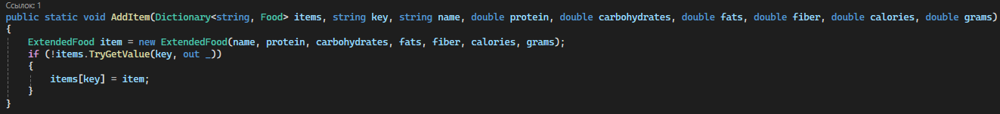 Ссылок: 1
public static void AddItem(Dictionary<string, Food> items, string key, string name, double protein, double carbohydrates, double fats, double fiber, double calories, double grams)
{
    ExtendedFood item = new ExtendedFood(name, protein, carbohydrates, fats, fiber, calories, grams);
    if (!items.TryGetValue(key, out _))
    {
        items[key] = item;
    }
}